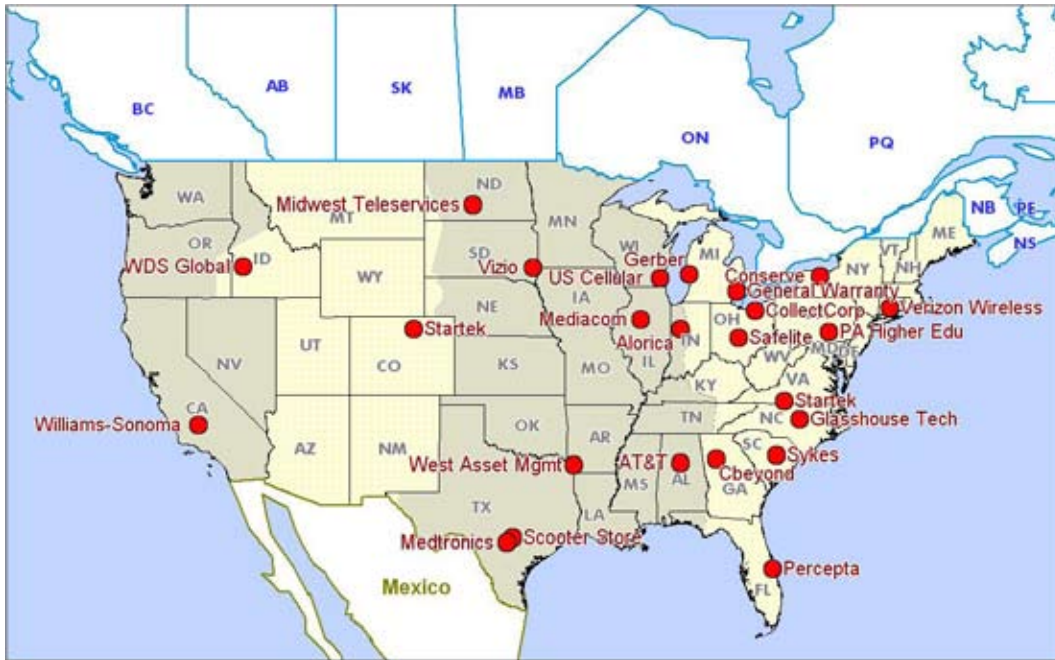 BC
AB
SK
MB
ON
PQ
NB
PE
NS
WA
MT
ND
MN
ME
Midwest Teleservices
OR
ID
WDS Global
SD
Vizio
WI
Gerber
MI
US Cellular
Conserve
NY
VT
NH
WY
General Warranty
NE
IA
Mediacom
OH
CollectCorp
Verizon Wireless
Startek
Alorica
IN
Safelite
PA Higher Edu
NV
UT
CO
KS
MO
IL
WV
MD
DE
KY
VA
CA
Williams-Sonoma
AZ
NM
OK
AR
TN
NC
Startek
Glasshouse Tech
West Asset Mgmt
AT&T
SC
Sykes
Cbeyond
MS
AL
GA
TX
LA
Medtronics
Scooter Store
Mexico
Percepta
FL